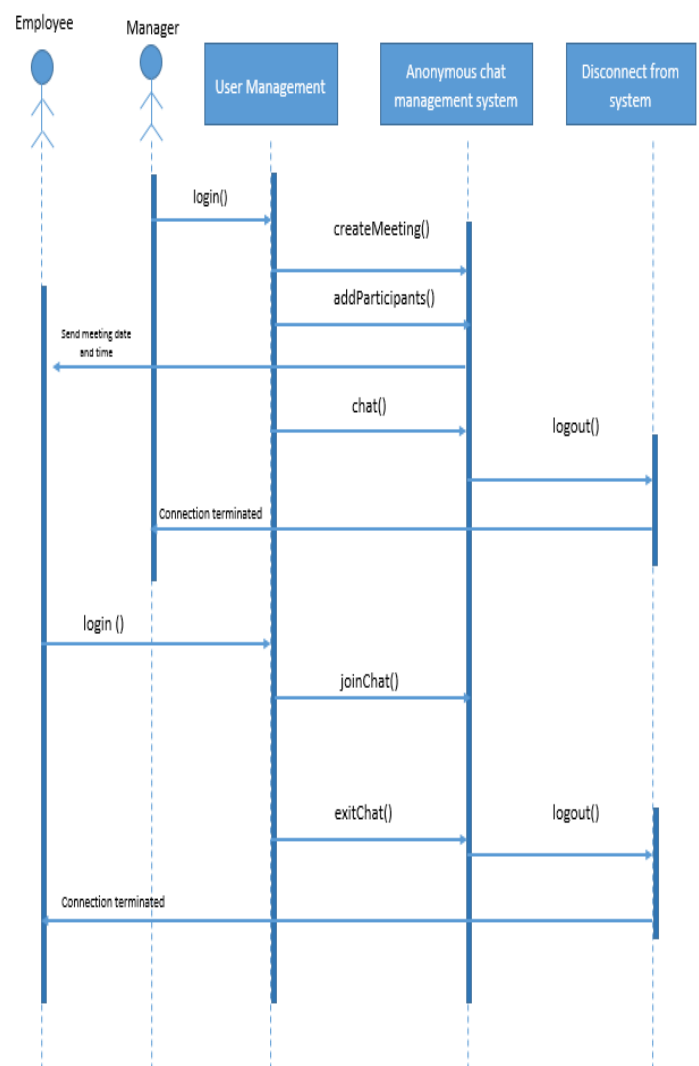 Employee
Manager
User Management
Anonymous chat
management system
Disconnect from
system
login()
createMeeting()
addParticipants()
Send meeting date
and time
chat()
logout()
Connection terminated
login ()
joinChat()
exitChat()
logout()
Connection terminated